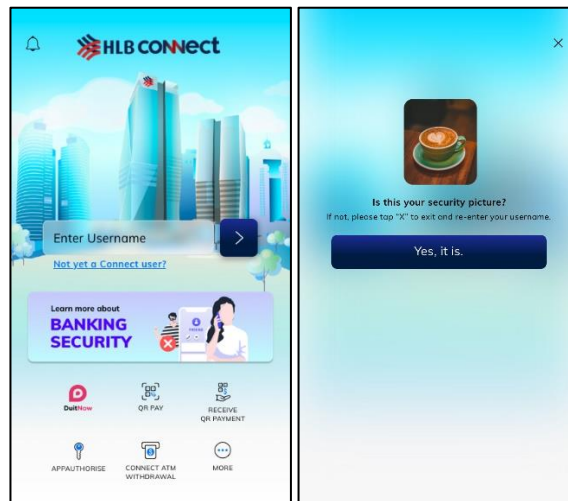 HLB CONNECT
Enter Username
Not yet a Connect user?
Learn more about
BANKING
SECURITY
DuitNow
QR PAY
RECEIVE
QR PAYMENT
APPAUTHORISE
CONNECT ATM
WITHDRAWAL
MORE
Is this your security picture?
If not, please tap "X" to exit and re-enter your username.
Yes, it is.